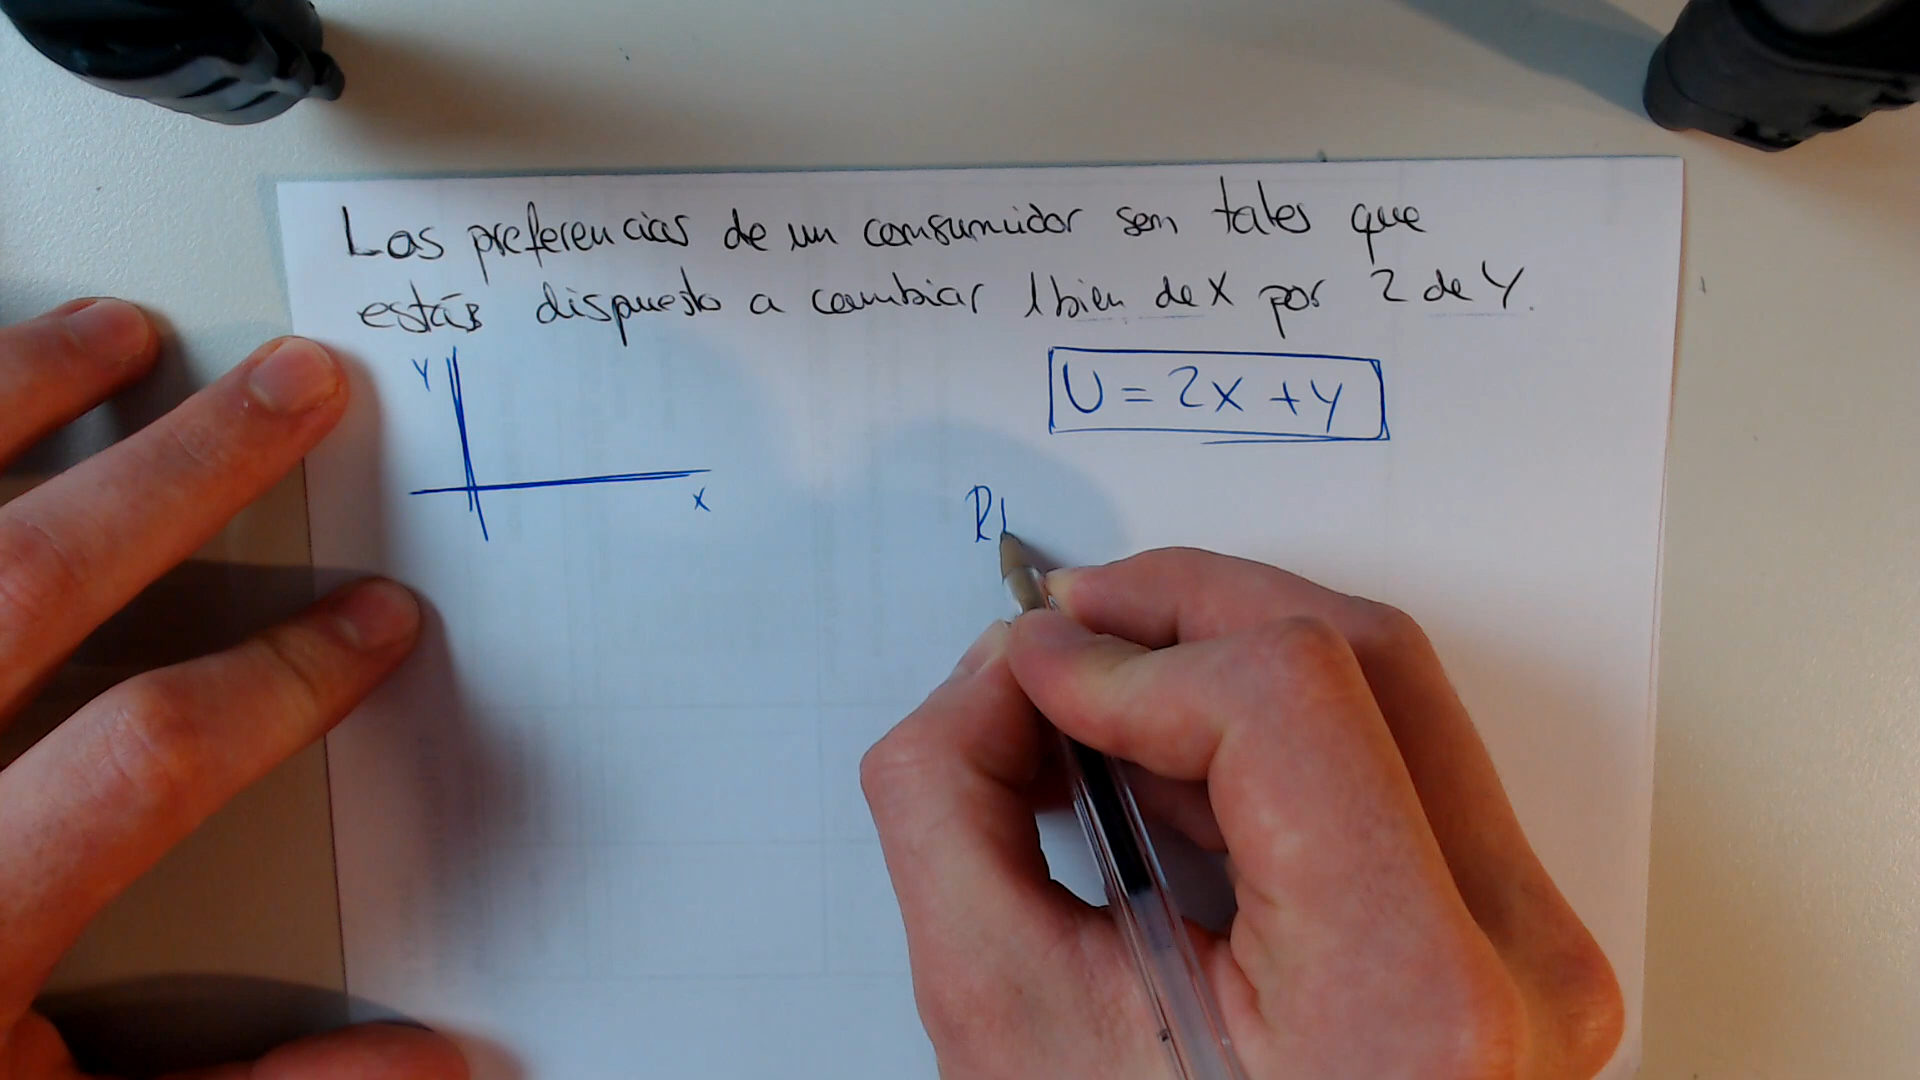 Las preferencias de un consumidor son tales que
estás dispuesto a cambiar 1 bien de X por 2 de Y.
Y
U = 2X + Y
X
R